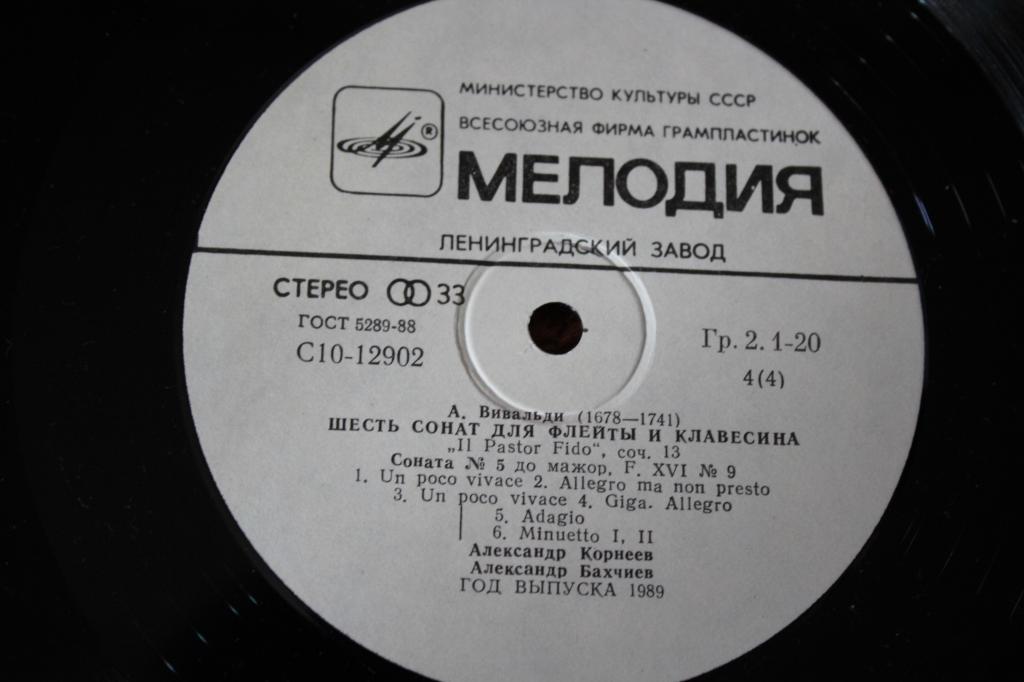 МИНИСТЕРСТВО КУЛЬТУРЫ СССР
ВСЕСОЮЗНАЯ ФИРМА ГРАМПЛАСТИНОК
®
МЕЛОДИЯ
ЛЕНИНГРАДСКИЙ ЗАВОД
СТЕРЕО 33
ГОСТ 5289-88
С10-12902
Гр. 2. 1-20
4(4)
А. Вивальди (1678—1741)
ШЕСТЬ СОНАТ ДЛЯ ФЛЕЙТЫ И КЛАВЕСИНА
„Il Pastor Fido“, соч. 13
Соната № 5 до мажор, F. XVI № 9
1. Un poco vivace 2. Allegro ma non presto
3. Un poco vivace 4. Giga. Allegro
5. Adagio
6. Minuetto I, II
Александр Корнеев
Александр Бахчиев
ГОД ВЫПУСКА 1989